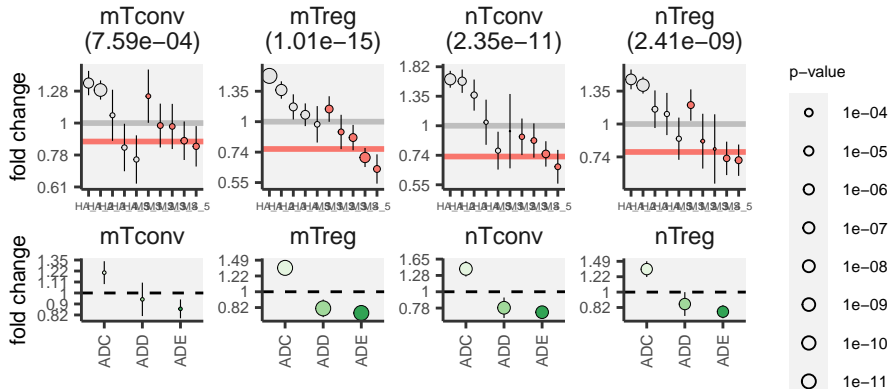 mTconv mTreg nTconv nTreg
(7.59e−04) (1.01e−15) (2.35e−11) (2.41e−09)
fold change
1.28
1
0.78
0.61
1.35
1
0.74
0.55
1.82
1.35
1
0.74
0.55
1.35
1
0.74
mTconv mTreg nTconv nTreg
fold change
1.35
1.22
1.1
1
0.9
0.82
1.49
1.22
1
0.82
1.65
1.28
1
0.78
1.49
1.22
1
0.82
ADC ADD ADE ADC ADD ADE ADC ADD ADE ADC ADD ADE
p−value
1e−04
1e−05
1e−06
1e−07
1e−08
1e−09
1e−10
1e−11